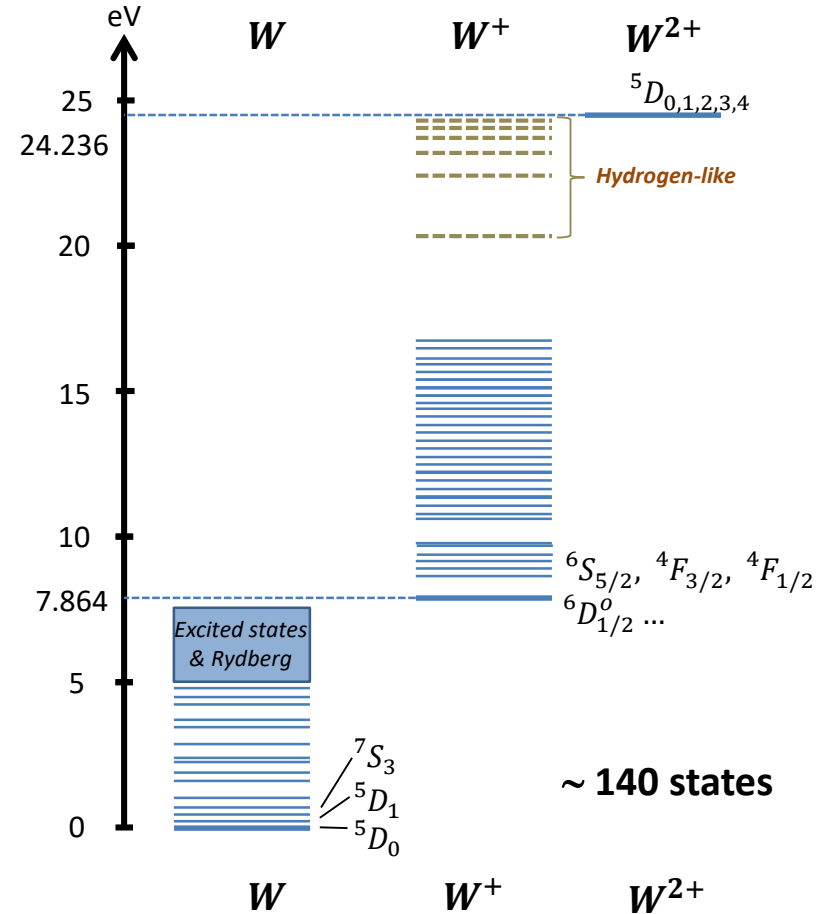 eV
W W⁺ W²⁺
25
⁵D₀,₁,₂,₃,₄
24.236
Hydrogen-like
20
15
10
⁶S₅/₂, ⁴F₃/₂, ⁴F₁/₂
7.864
⁶Dᵒ₁/₂ ...
Excited states
& Rydberg
5
⁷S₃
~ 140 states
⁵D₁
0
⁵D₀
W W⁺ W²⁺